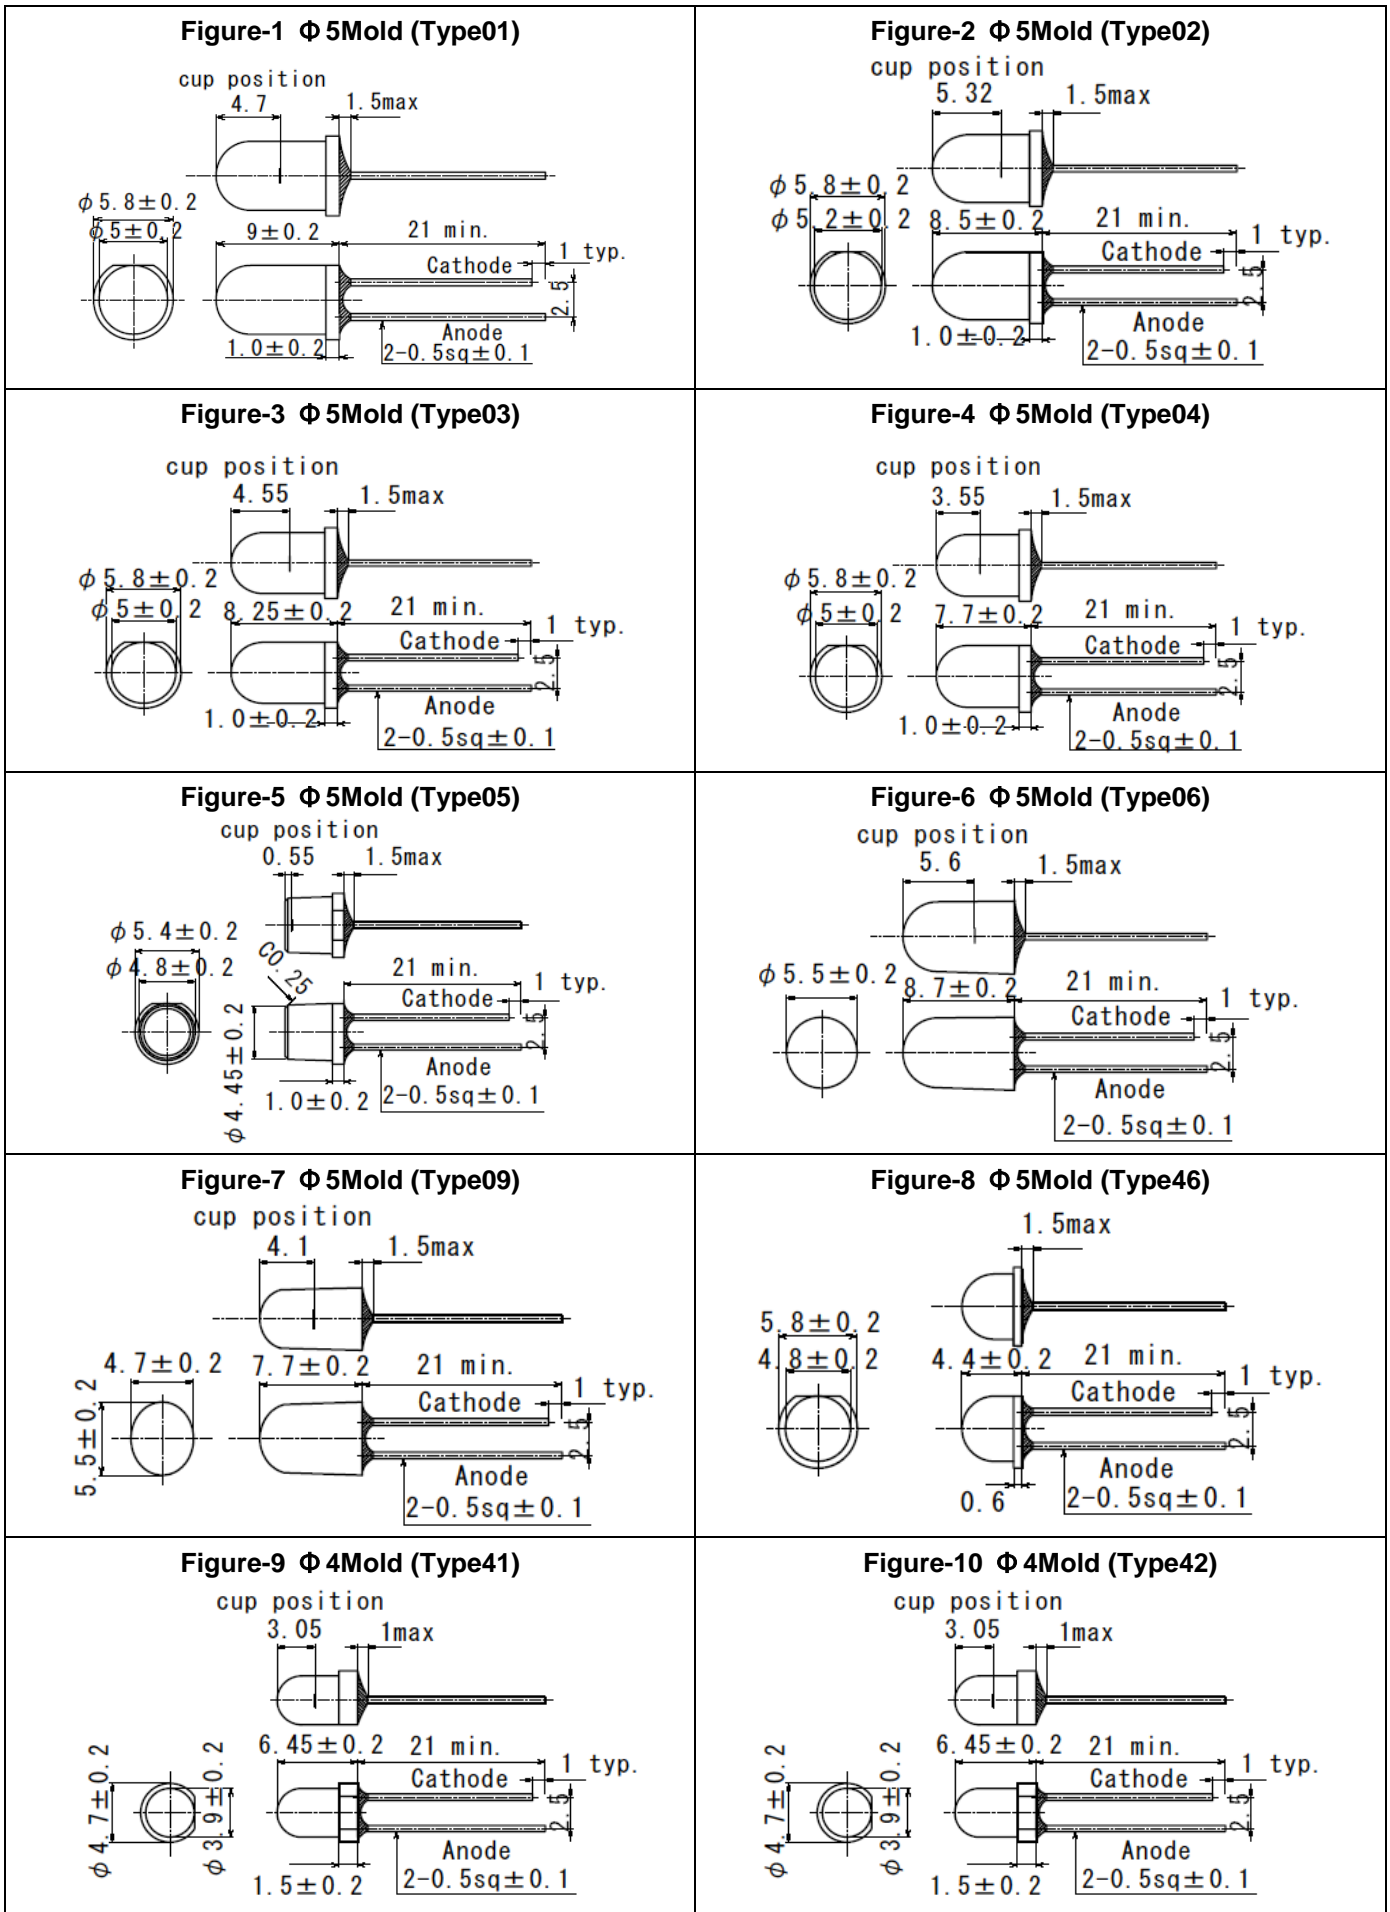 Figure-1 Φ5Mold (Type01)
cup position
4.7
1.5max
φ5.8±0.2
φ5±0.2
9±0.2
21 min.
1 typ.
Cathode
2.5
Anode
1.0±0.2
2-0.5sq±0.1
Figure-2 Φ5Mold (Type02)
cup position
5.32
1.5max
φ5.8±0.2
φ5.2±0.2
8.5±0.2
21 min.
1 typ.
Cathode
2.5
Anode
1.0±0.2
2-0.5sq±0.1
Figure-3 Φ5Mold (Type03)
cup position
4.55
1.5max
φ5.8±0.2
φ5±0.2
8.25±0.2
21 min.
1 typ.
Cathode
2.5
Anode
1.0±0.2
2-0.5sq±0.1
Figure-4 Φ5Mold (Type04)
cup position
3.55
1.5max
φ5.8±0.2
φ5±0.2
7.7±0.2
21 min.
1 typ.
Cathode
2.5
Anode
1.0±0.2
2-0.5sq±0.1
Figure-5 Φ5Mold (Type05)
cup position
0.55
1.5max
φ5.4±0.2
φ4.8±0.2
C0.25
21 min.
1 typ.
Cathode
2.5
φ4.45±0.2
Anode
1.0±0.2
2-0.5sq±0.1
Figure-6 Φ5Mold (Type06)
cup position
5.6
1.5max
φ5.5±0.2
8.7±0.2
21 min.
1 typ.
Cathode
2.5
Anode
2-0.5sq±0.1
Figure-7 Φ5Mold (Type09)
cup position
4.1
1.5max
4.7±0.2
7.7±0.2
21 min.
1 typ.
Cathode
5.5±0.2
2.5
Anode
2-0.5sq±0.1
Figure-8 Φ5Mold (Type46)
1.5max
5.8±0.2
4.8±0.2
4.4±0.2
21 min.
1 typ.
Cathode
2.5
Anode
0.6
2-0.5sq±0.1
Figure-9 Φ4Mold (Type41)
cup position
3.05
1max
6.45±0.2
21 min.
1 typ.
Cathode
φ4.7±0.2
φ3.9±0.2
2.5
Anode
1.5±0.2
2-0.5sq±0.1
Figure-10 Φ4Mold (Type42)
cup position
3.05
1max
6.45±0.2
21 min.
1 typ.
Cathode
φ4.7±0.2
φ3.9±0.2
2.5
Anode
1.5±0.2
2-0.5sq±0.1